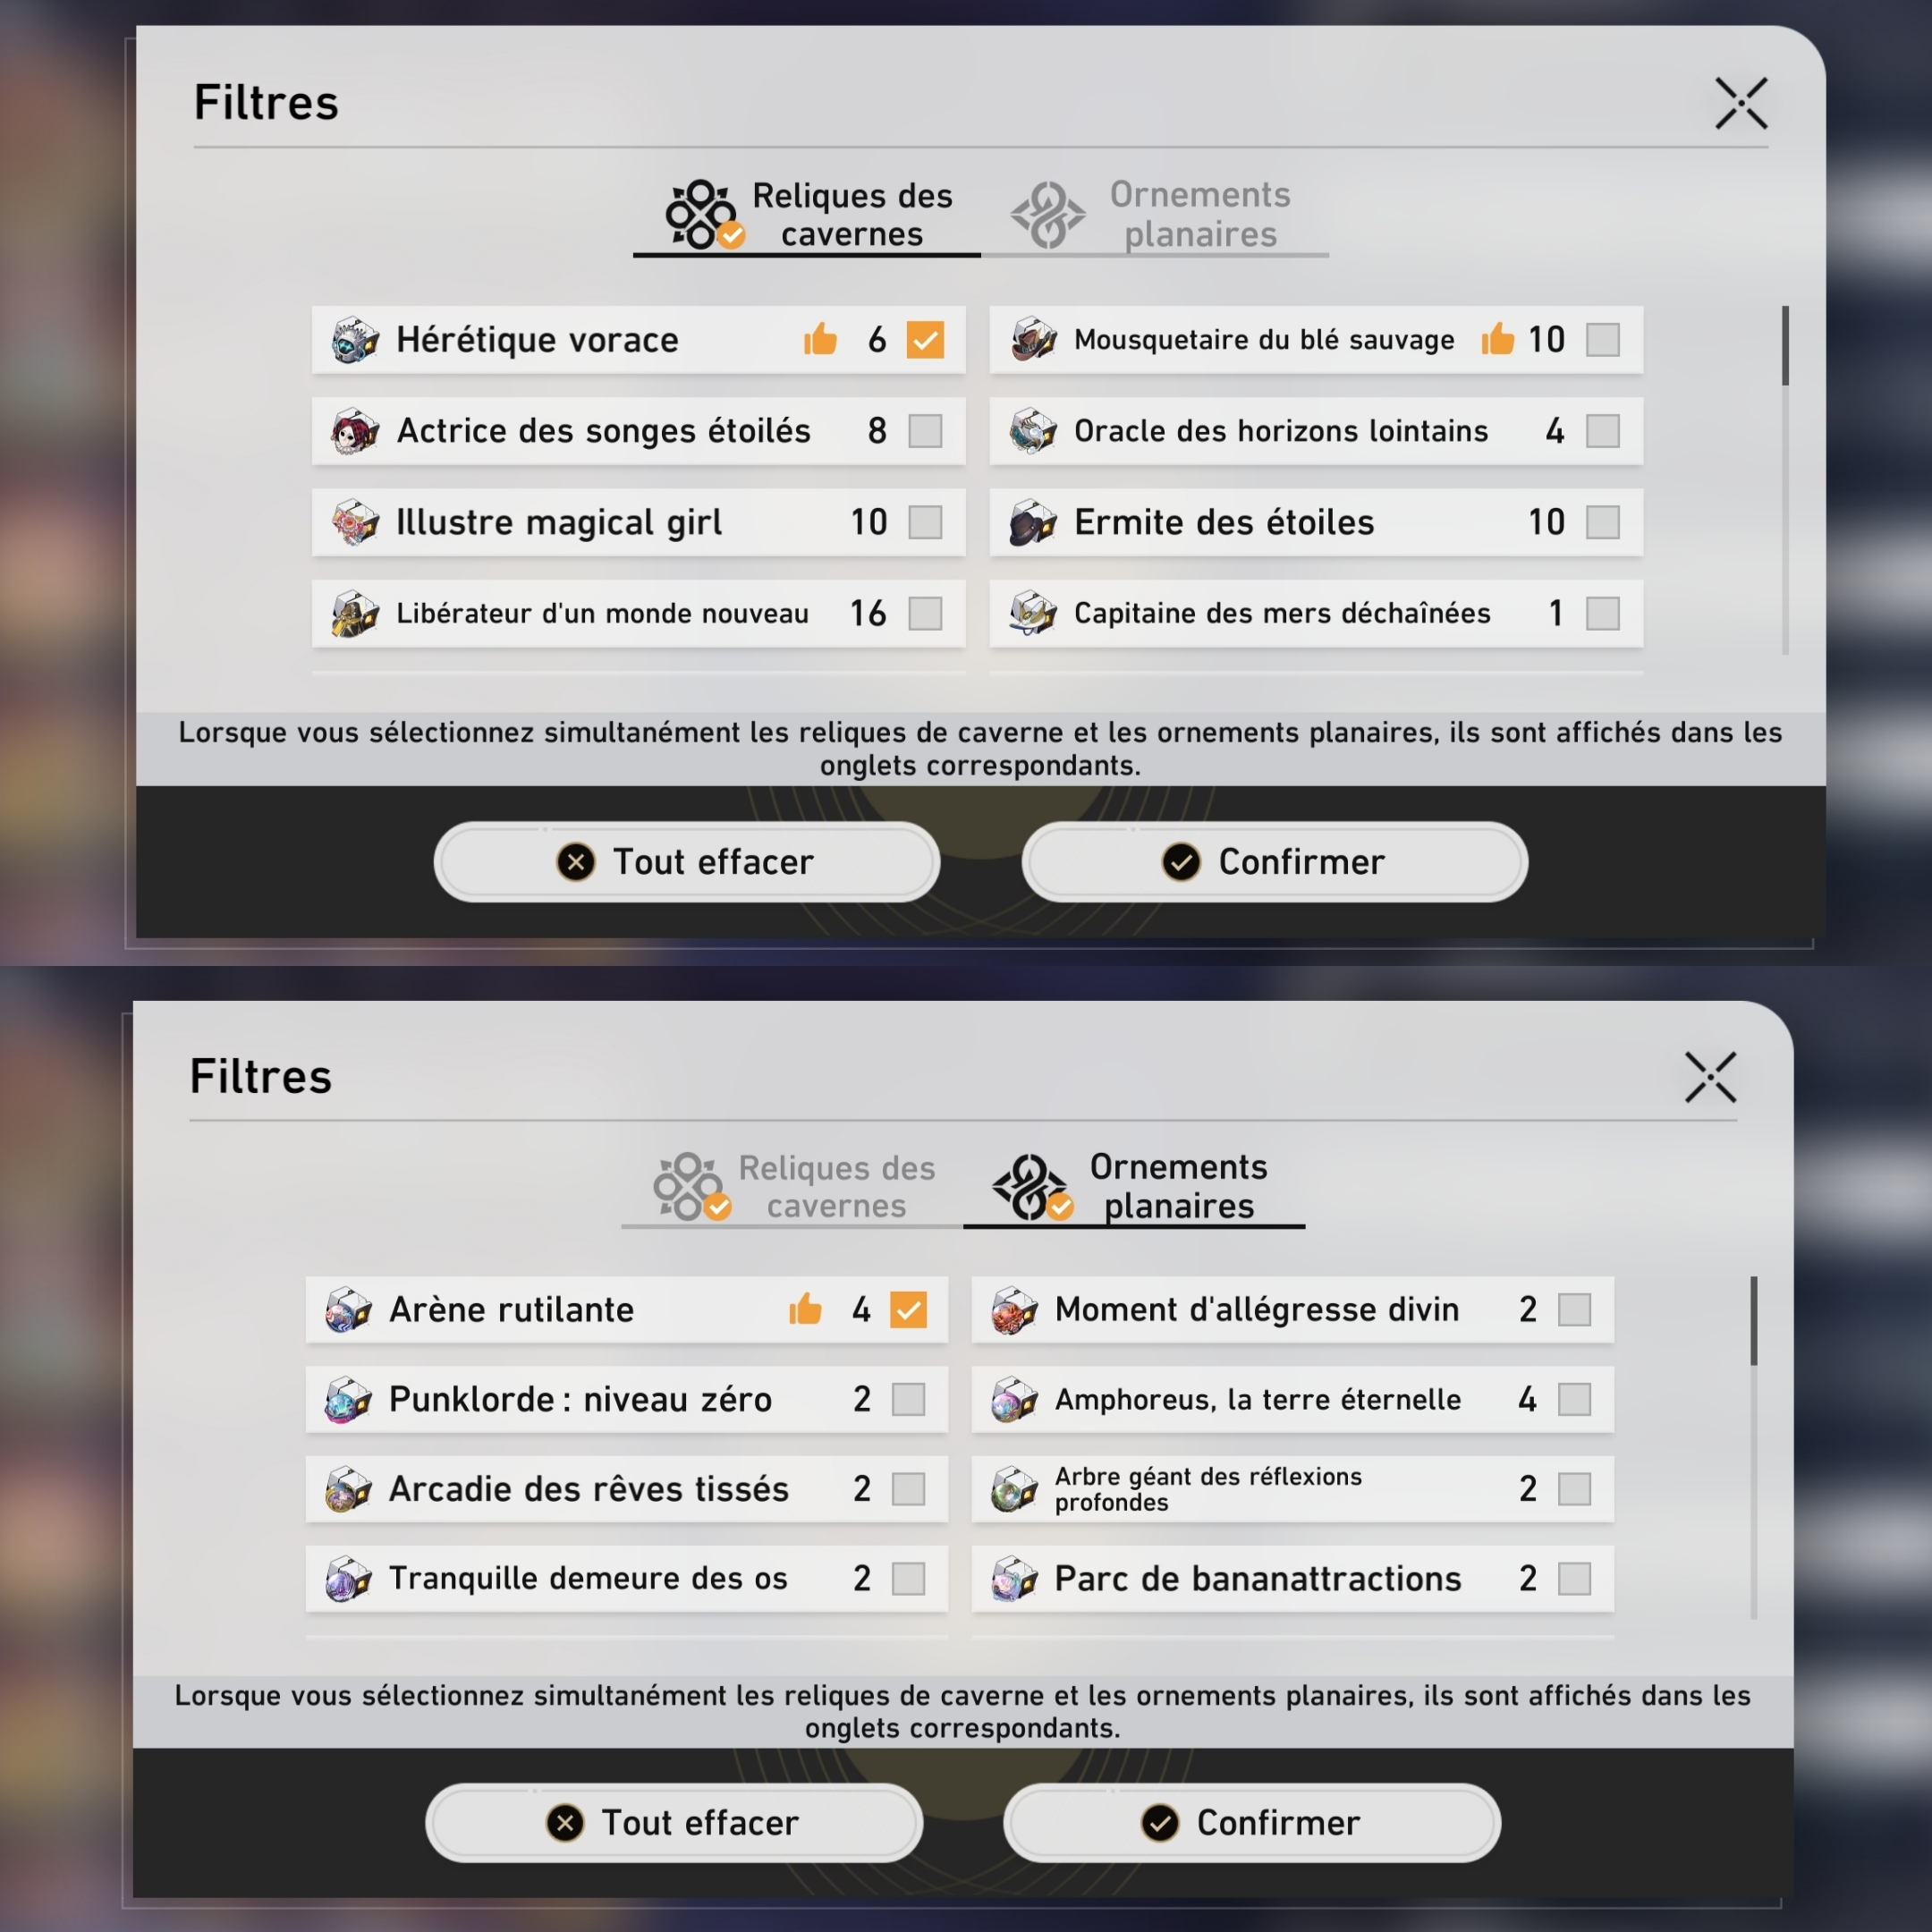 Filtres
Reliques des
cavernes
Ornements
planaires
Hérétique vorace 6
Mousquetaire du blé sauvage 10
Actrice des songes étoilés 8
Oracle des horizons lointains 4
Illustre magical girl 10
Ermite des étoiles 10
Libérateur d'un monde nouveau 16
Capitaine des mers déchaînées 1
Lorsque vous sélectionnez simultanément les reliques de caverne et les ornements planaires, ils sont affichés dans les
onglets correspondants.
Tout effacer
Confirmer
Filtres
Reliques des
cavernes
Ornements
planaires
Arène rutilante 4
Moment d'allégresse divin 2
Punklorde : niveau zéro 2
Amphoreus, la terre éternelle 4
Arcadie des rêves tissés 2
Arbre géant des réflexions
profondes 2
Tranquille demeure des os 2
Parc de bananattractions 2
Lorsque vous sélectionnez simultanément les reliques de caverne et les ornements planaires, ils sont affichés dans les
onglets correspondants.
Tout effacer
Confirmer